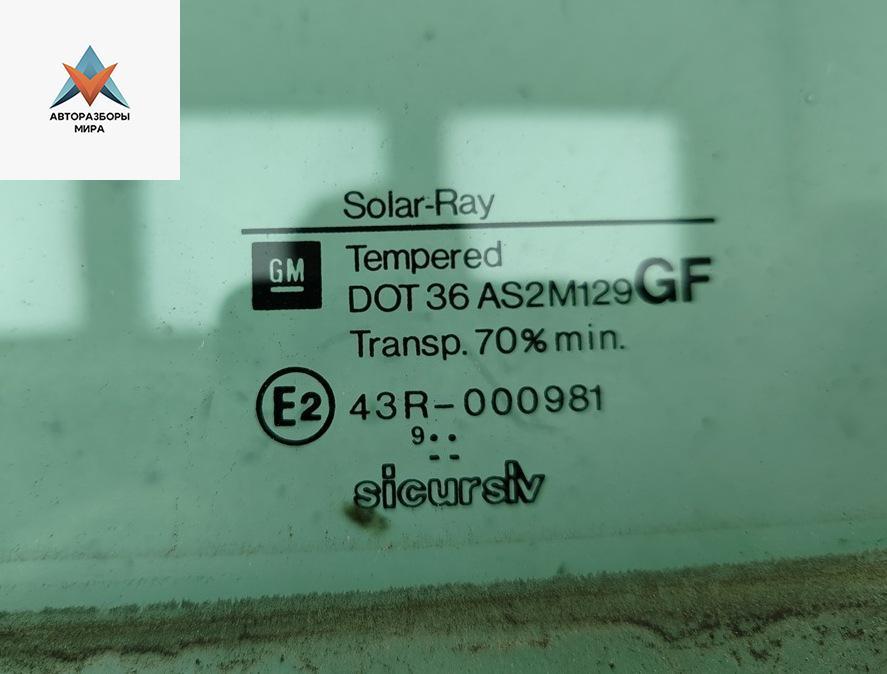 АВТОРАЗБОРЫ
МИРА
Solar-Ray
GM
Tempered
DOT 36 AS2M129 GF
Transp. 70% min.
E2 43R-000981
9..
--
sicursiv